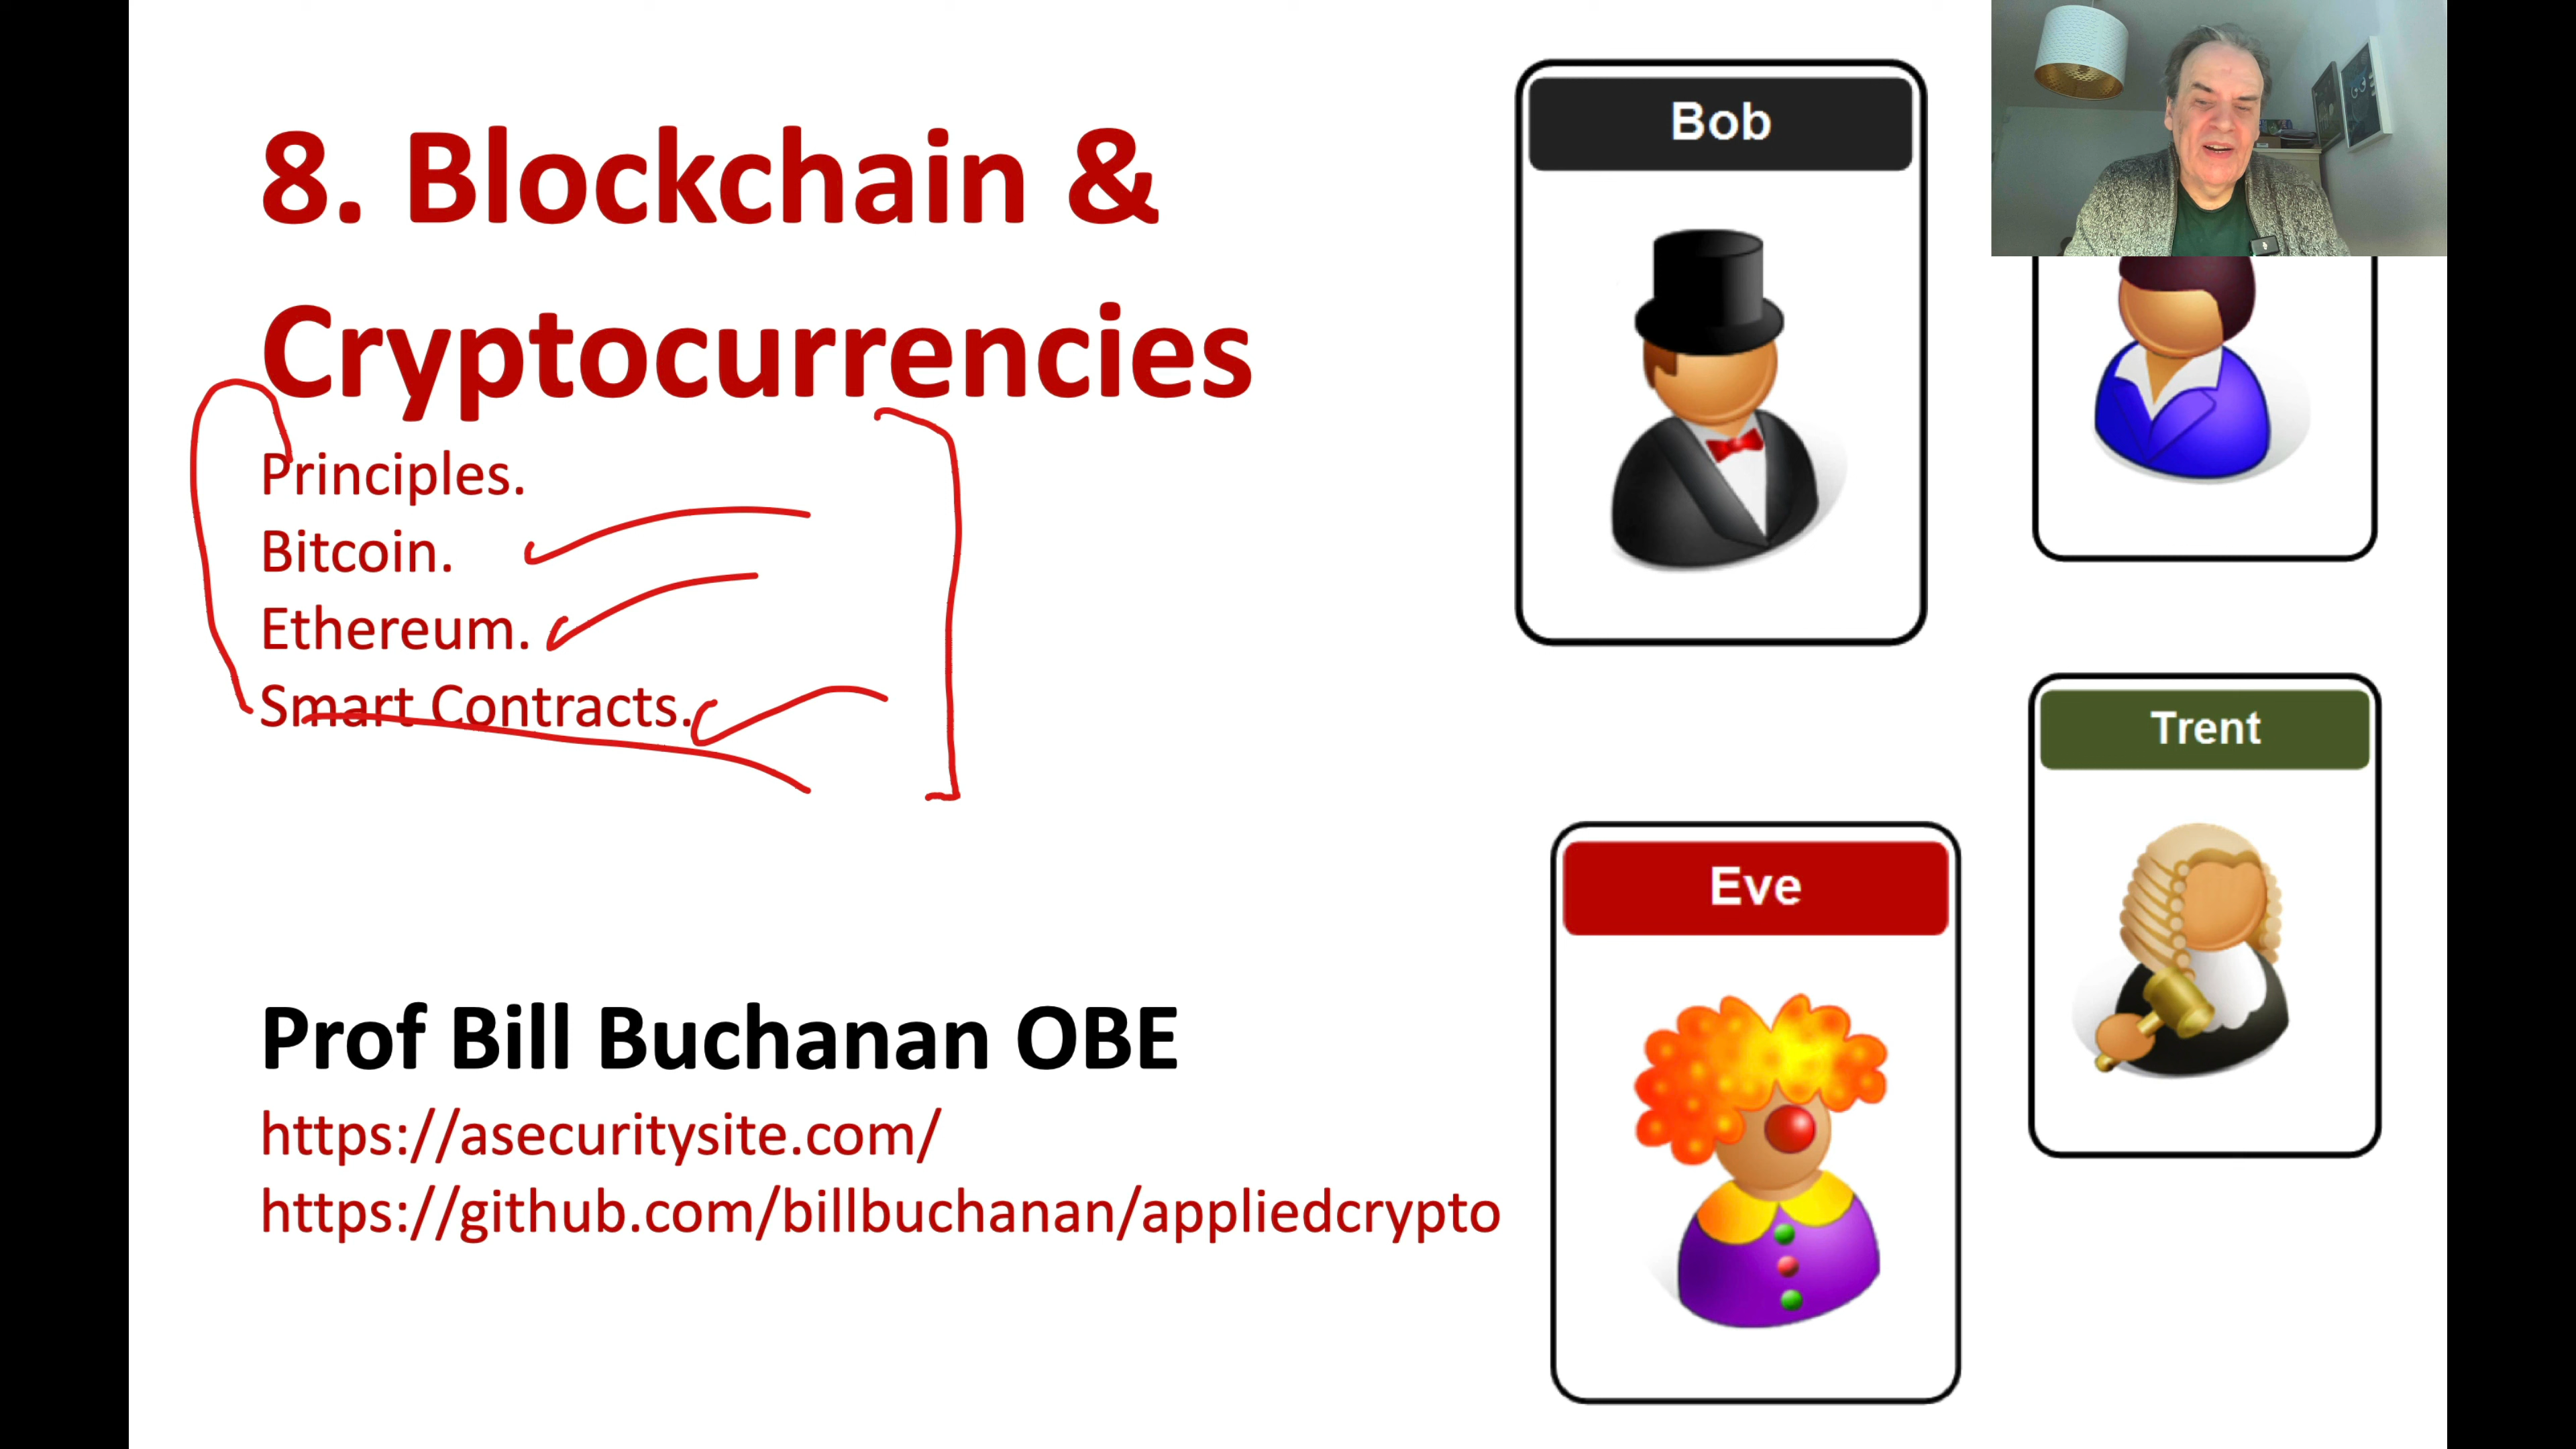 8. Blockchain &
Cryptocurrencies
Principles.
Bitcoin.
Ethereum.
Smart Contracts.
Prof Bill Buchanan OBE
https://asecuritysite.com/
https://github.com/billbuchanan/appliedcrypto
Bob
Trent
Eve